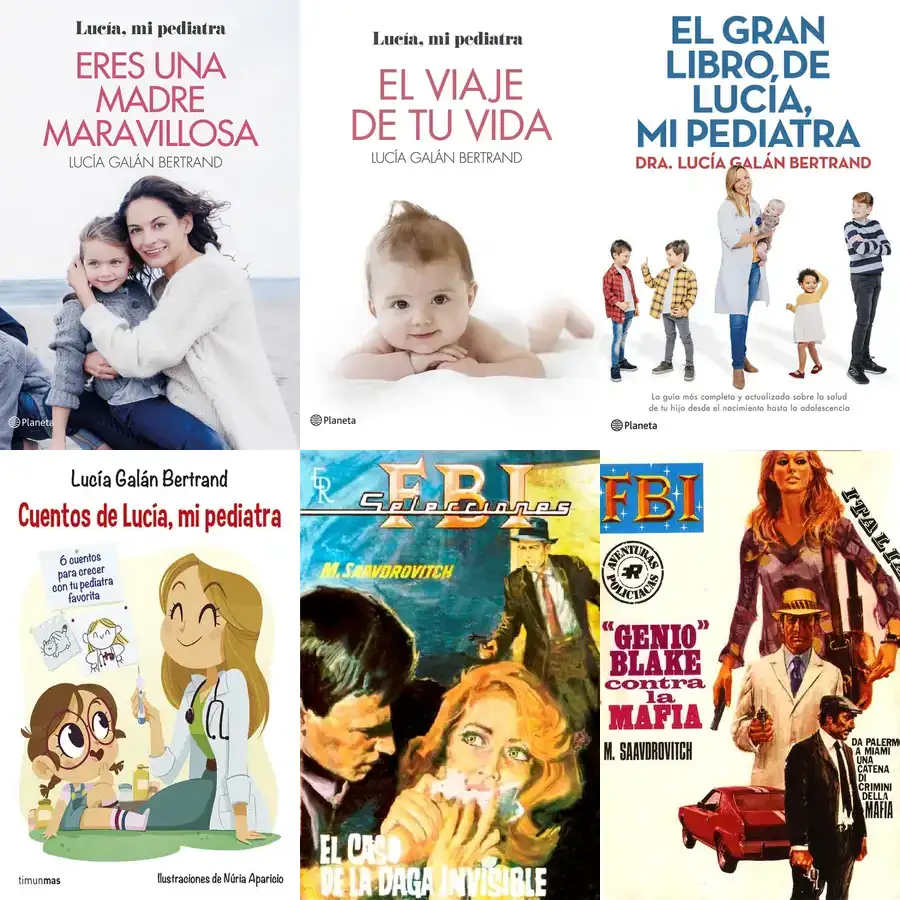 Lucía, mi pediatra
ERES UNA
MADRE
MARAVILLOSA
LUCÍA GALÁN BERTRAND
Planeta
Lucía, mi pediatra
EL VIAJE
DE TU VIDA
LUCÍA GALÁN BERTRAND
Planeta
EL GRAN
LIBRO DE
LUCÍA,
MI PEDIATRA
DRA. LUCÍA GALÁN BERTRAND
La guía más completa y actualizada sobre la salud
de tu hijo desde el nacimiento hasta la adolescencia
Planeta
Lucía Galán Bertrand
Cuentos de Lucía, mi pediatra
6 cuentos
para crecer
con tu pediatra
favorita
timunmas
Ilustraciones de Núria Aparicio
ER
FBI
Selecciones
M. SAAVDROVITCH
EL CASO
DE LA DAGA INVISIBLE
FBI
AVENTURAS
R
POLICIACAS
ITALIE
"GENIO"
BLAKE
contra
la
MAFIA
M. SAAVDROVITCH
DA PALERMO
A MIAMI
UNA
CATENA
DI
CRIMINI
DELLA
MAFIA